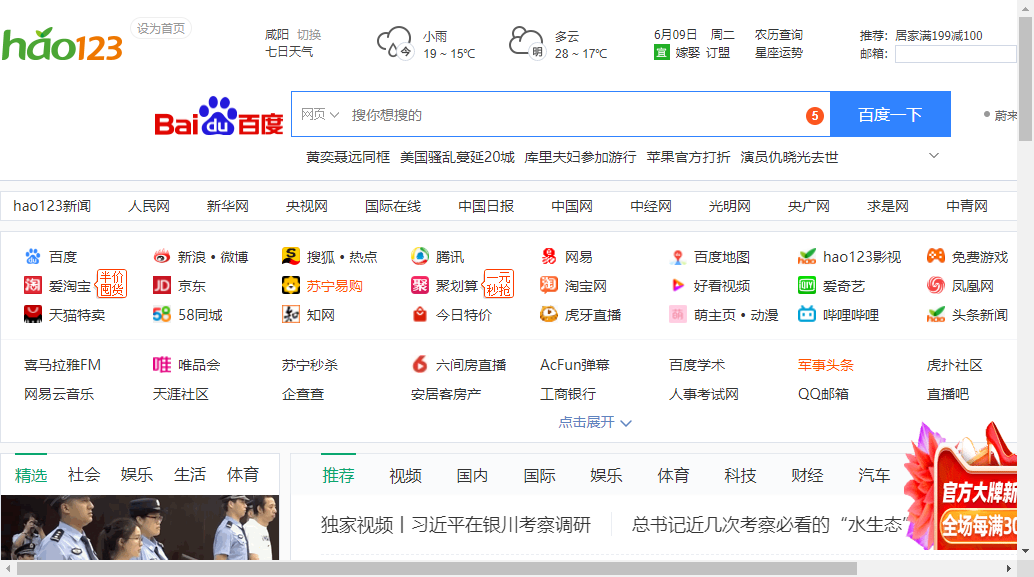 hao123
设为首页
咸阳 切换
七日天气
今
小雨
19 ~ 15℃
明
多云
28 ~ 17℃
6月09日 周二
宜 嫁娶 订盟
农历查询
星座运势
推荐: 居家满199减100
邮箱:
Bai du 百度
网页 搜你想搜的 5 百度一下
蔚来
黄奕聂远同框 美国骚乱蔓延20城 库里夫妇参加游行 苹果官方打折 演员仇晓光去世
hao123新闻 人民网 新华网 央视网 国际在线 中国日报 中国网 中经网 光明网 央广网 求是网 中青网
百度 新浪 • 微博 搜狐 • 热点 腾讯 网易 百度地图 hao123影视 免费游戏
爱淘宝 半价囤货 京东 苏宁易购 聚划算 一元秒抢 淘宝网 好看视频 爱奇艺 凤凰网
天猫特卖 58同城 知网 今日特价 虎牙直播 萌主页 • 动漫 哔哩哔哩 头条新闻
喜马拉雅FM 唯品会 苏宁秒杀 六间房直播 AcFun弹幕 百度学术 军事头条 虎扑社区
网易云音乐 天涯社区 企查查 安居客房产 工商银行 人事考试网 QQ邮箱 直播吧
点击展开
精选 社会 娱乐 生活 体育
推荐 视频 国内 国际 娱乐 体育 科技 财经 汽车
独家视频丨习近平在银川考察调研
总书记近几次考察必看的“水生态”
官方大牌新
全场每满30